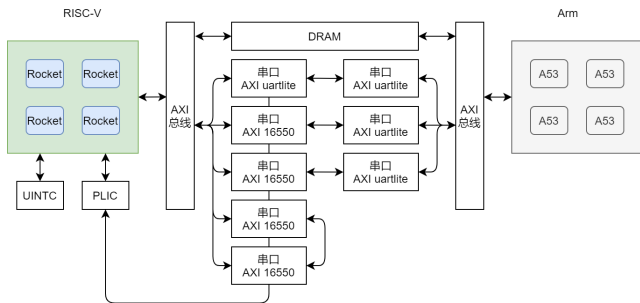 RISC-V
Arm
DRAM
Rocket
Rocket
Rocket
Rocket
AXI
总线
串口
AXI uartlite
AXI uartlite
串口
AXI 16550
串口
AXI uartlite
串口
AXI 16550
串口
AXI uartlite
串口
AXI 16550
串口
AXI 16550
AXI
总线
A53
A53
A53
A53
UINTC
PLIC